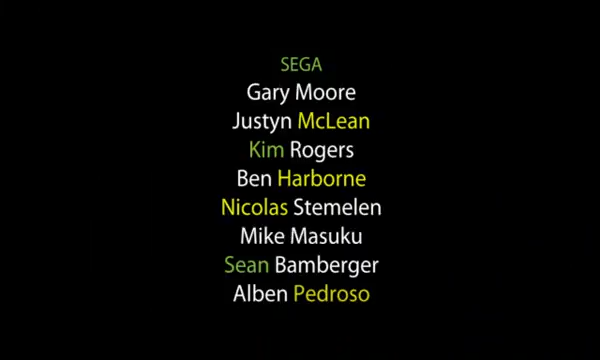 SEGA
Gary Moore
Justyn McLean
Kim Rogers
Ben Harborne
Nicolas Stemelen
Mike Masuku
Sean Bamberger
Alben Pedroso